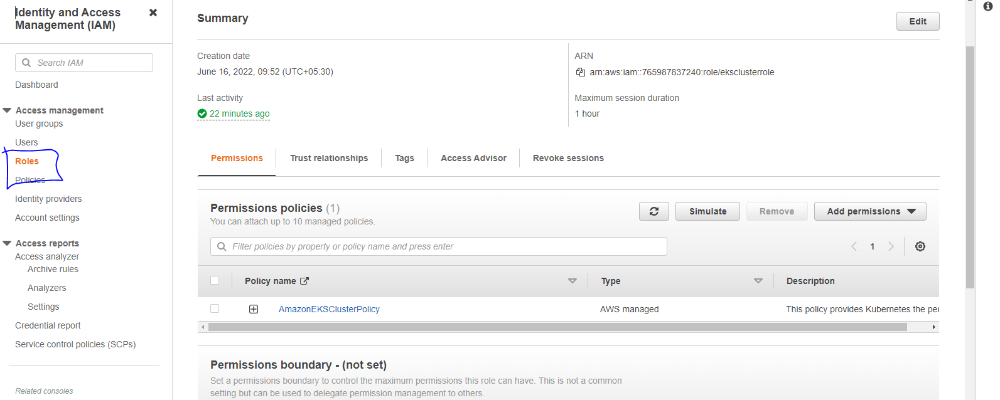 Identity and Access
Management (IAM)
Search IAM
Dashboard
Access management
User groups
Users
Roles
Policies
Identity providers
Account settings
Access reports
Access analyzer
Archive rules
Analyzers
Settings
Credential report
Service control policies (SCPs)
Related consoles
Summary
Edit
Creation date
June 16, 2022, 09:52 (UTC+05:30)
Last activity
22 minutes ago
ARN
arn:aws:iam::765987837240:role/eksclusterrole
Maximum session duration
1 hour
Permissions Trust relationships Tags Access Advisor Revoke sessions
Permissions policies (1)
You can attach up to 10 managed policies.
Simulate Remove Add permissions
Filter policies by property or policy name and press enter
1
Policy name Type Description
AmazonEKSClusterPolicy AWS managed This policy provides Kubernetes the per
Permissions boundary - (not set)
Set a permissions boundary to control the maximum permissions this role can have. This is not a common
setting but can be used to delegate permission management to others.